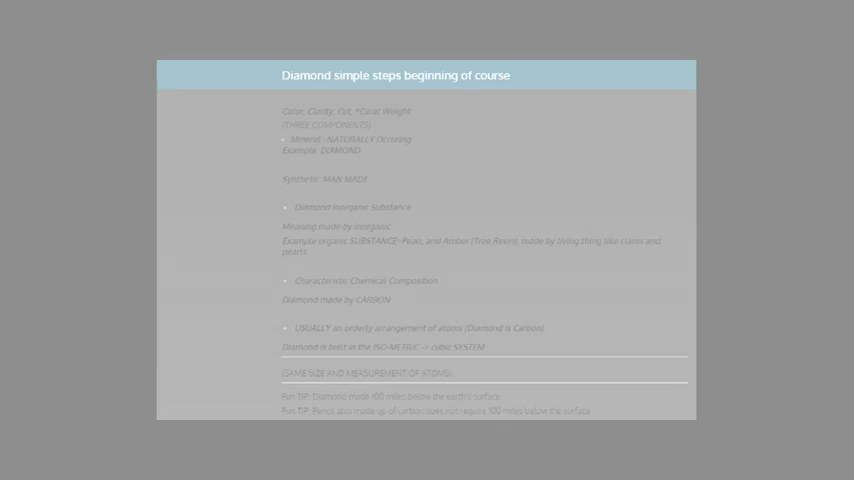 Diamond simple steps beginning of course
Color, Clarity, Cut, *Carat Weight
(THREE COMPONENTS)
• Mineral- NATURALLY Occuring
Example: DIAMOND
Synthetic: MAN MADE
• Diamond Inorganic Substance
Meaning made by inorganic
Example organic SUBSTANCE=Pearl, and Amber (Tree Resin), made by living thing like clams and
pearls
• Characteristic Chemical Composition
Diamond made by CARBON
• USUALLY an orderly arrangement of atoms (Diamond is Carbon)
Diamond is built in the ISO-METRIC -> cubic SYSTEM
(SAME SIZE AND MEASUREMENT OF ATOMS)
Fun TIP: Diamond made 100 miles below the earth's surface
Fun TIP: Pencil also made up of carbon does not require 100 miles below the surface